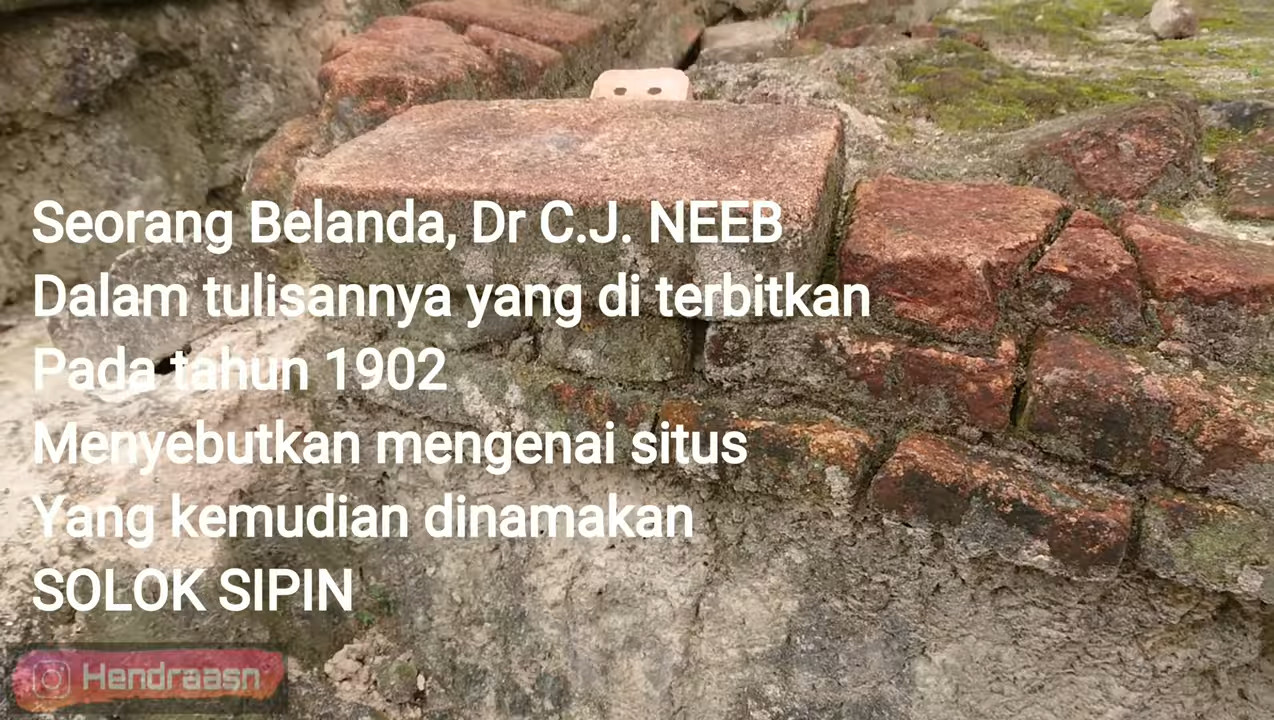 Seorang Belanda, Dr C.J. NEEB
Dalam tulisannya yang di terbitkan
Pada tahun 1902
Menyebutkan mengenai situs
Yang kemudian dinamakan
SOLOK SIPIN
Hendraasn